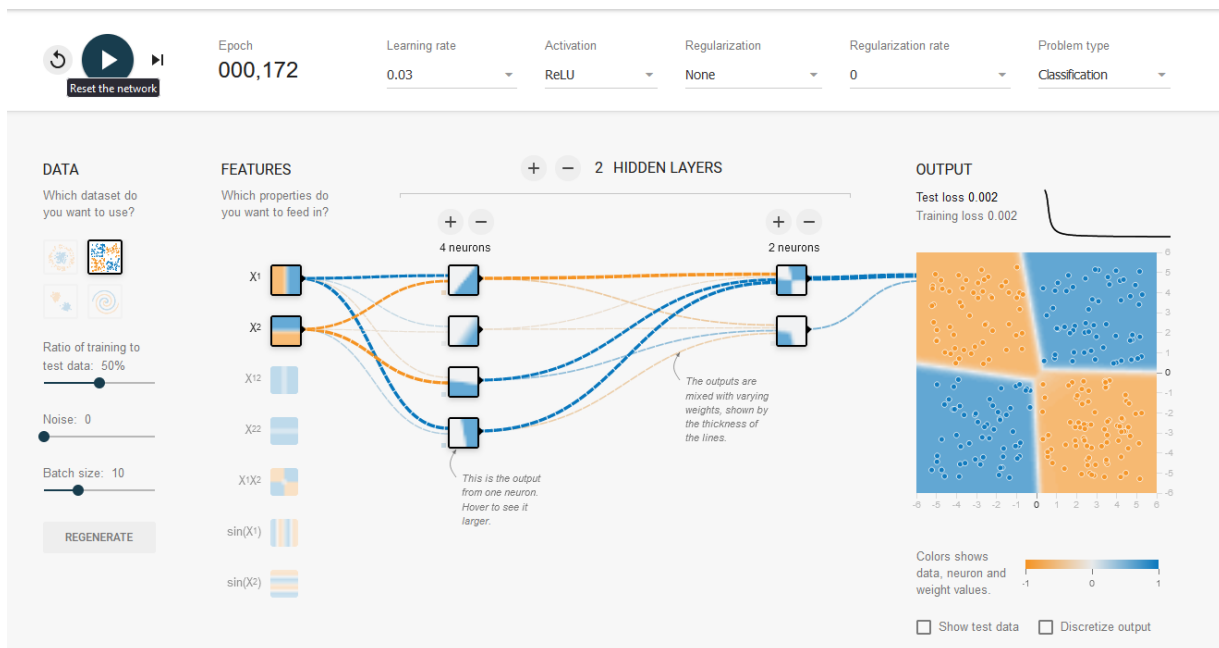 Epoch
000,172
Learning rate
0.03
Activation
ReLU
Regularization
None
Regularization rate
0
Problem type
Classification
Reset the network
DATA
Which dataset do
you want to use?
Ratio of training to
test data: 50%
Noise: 0
Batch size: 10
REGENERATE
FEATURES
Which properties do
you want to feed in?
X1
X2
X12
X22
X1X2
sin(X1)
sin(X2)
+ − 2 HIDDEN LAYERS
+ −
4 neurons
+ −
2 neurons
This is the output
from one neuron.
Hover to see it
larger.
The outputs are
mixed with varying
weights, shown by
the thickness of
the lines.
OUTPUT
Test loss 0.002
Training loss 0.002
6
5
4
3
2
1
0
-1
-2
-3
-4
-5
-6
-6 -5 -4 -3 -2 -1 0 1 2 3 4 5 6
Colors shows
data, neuron and
weight values.
-1 0 1
Show test data
Discretize output